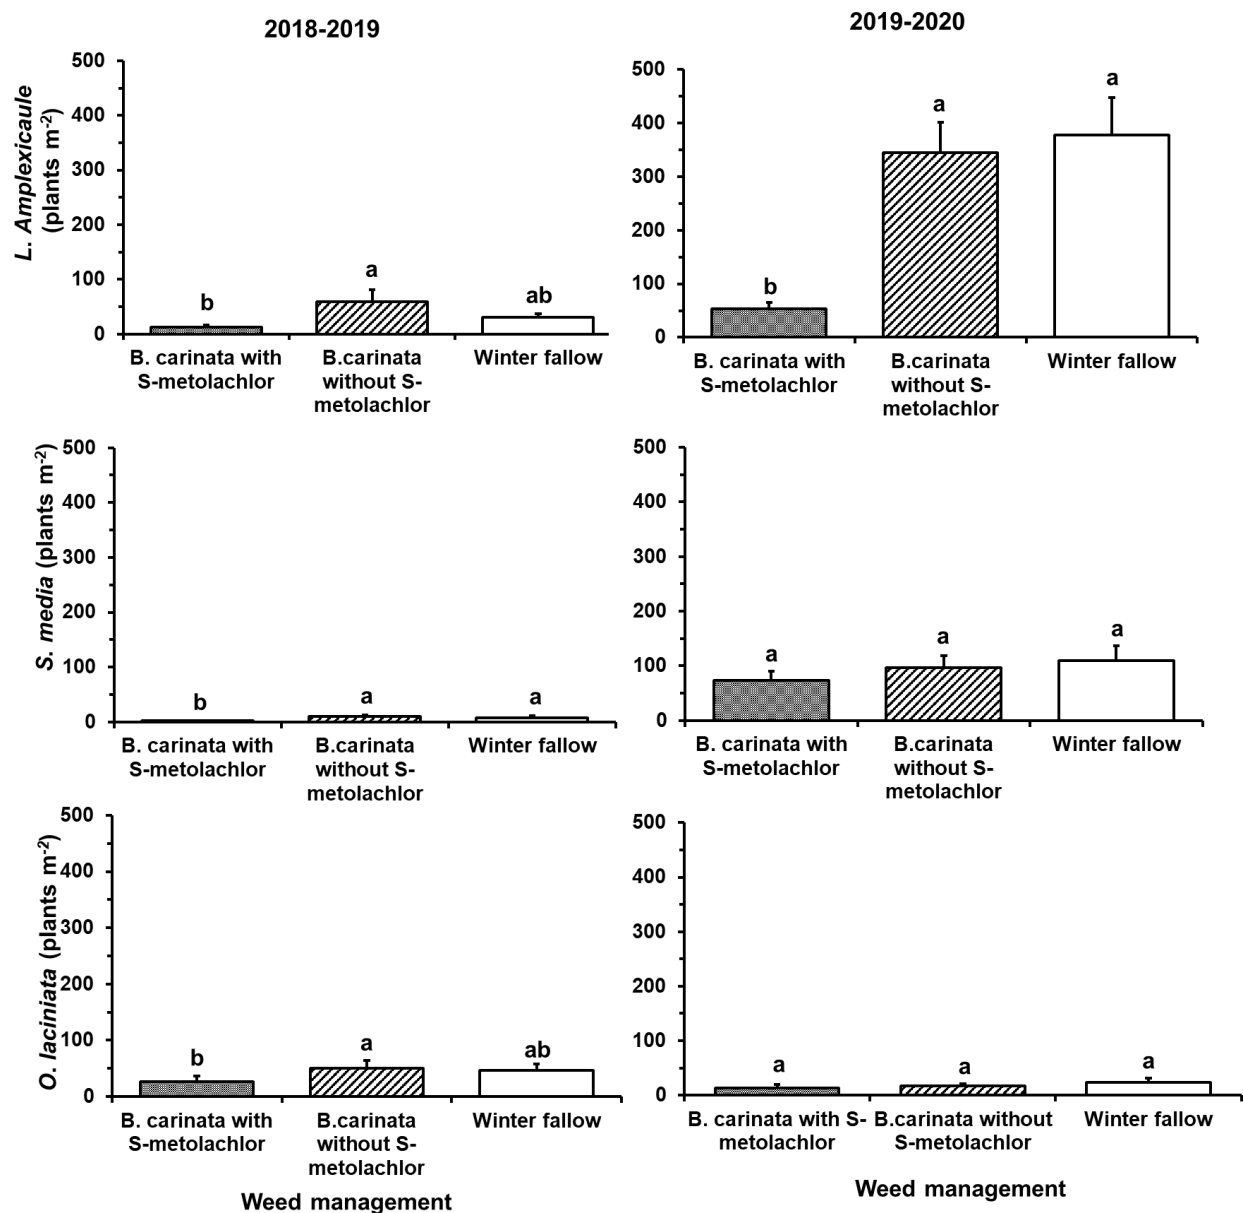 2018-2019
2019-2020
L. Amplexicaule
(plants m-2)
500
400
300
200
100
0
b
a
ab
B. carinata with
S-metolachlor
B.carinata
without S-
metolachlor
Winter fallow
500
400
300
200
100
0
b
a
a
B. carinata with
S-metolachlor
B.carinata
without S-
metolachlor
Winter fallow
S. media (plants m-2)
500
400
300
200
100
0
b
a
a
B. carinata with
S-metolachlor
B.carinata
without S-
metolachlor
Winter fallow
500
400
300
200
100
0
a
a
a
B. carinata with
S-metolachlor
B.carinata
without S-
metolachlor
Winter fallow
O. laciniata (plants m-2)
500
400
300
200
100
0
b
a
ab
B. carinata with
S-metolachlor
B.carinata
without S-
metolachlor
Winter fallow
Weed management
500
400
300
200
100
0
a
a
a
B. carinata with S-
metolachlor
B.carinata without
S-metolachlor
Winter fallow
Weed management